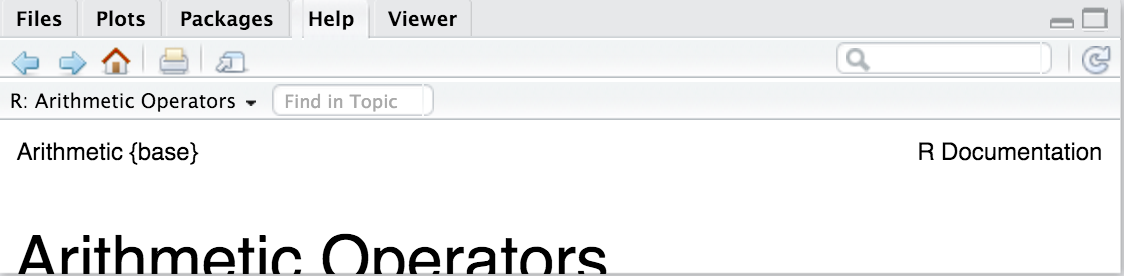 Files Plots Packages Help Viewer
R: Arithmetic Operators Find in Topic
Arithmetic {base} R Documentation
Arithmetic Operators